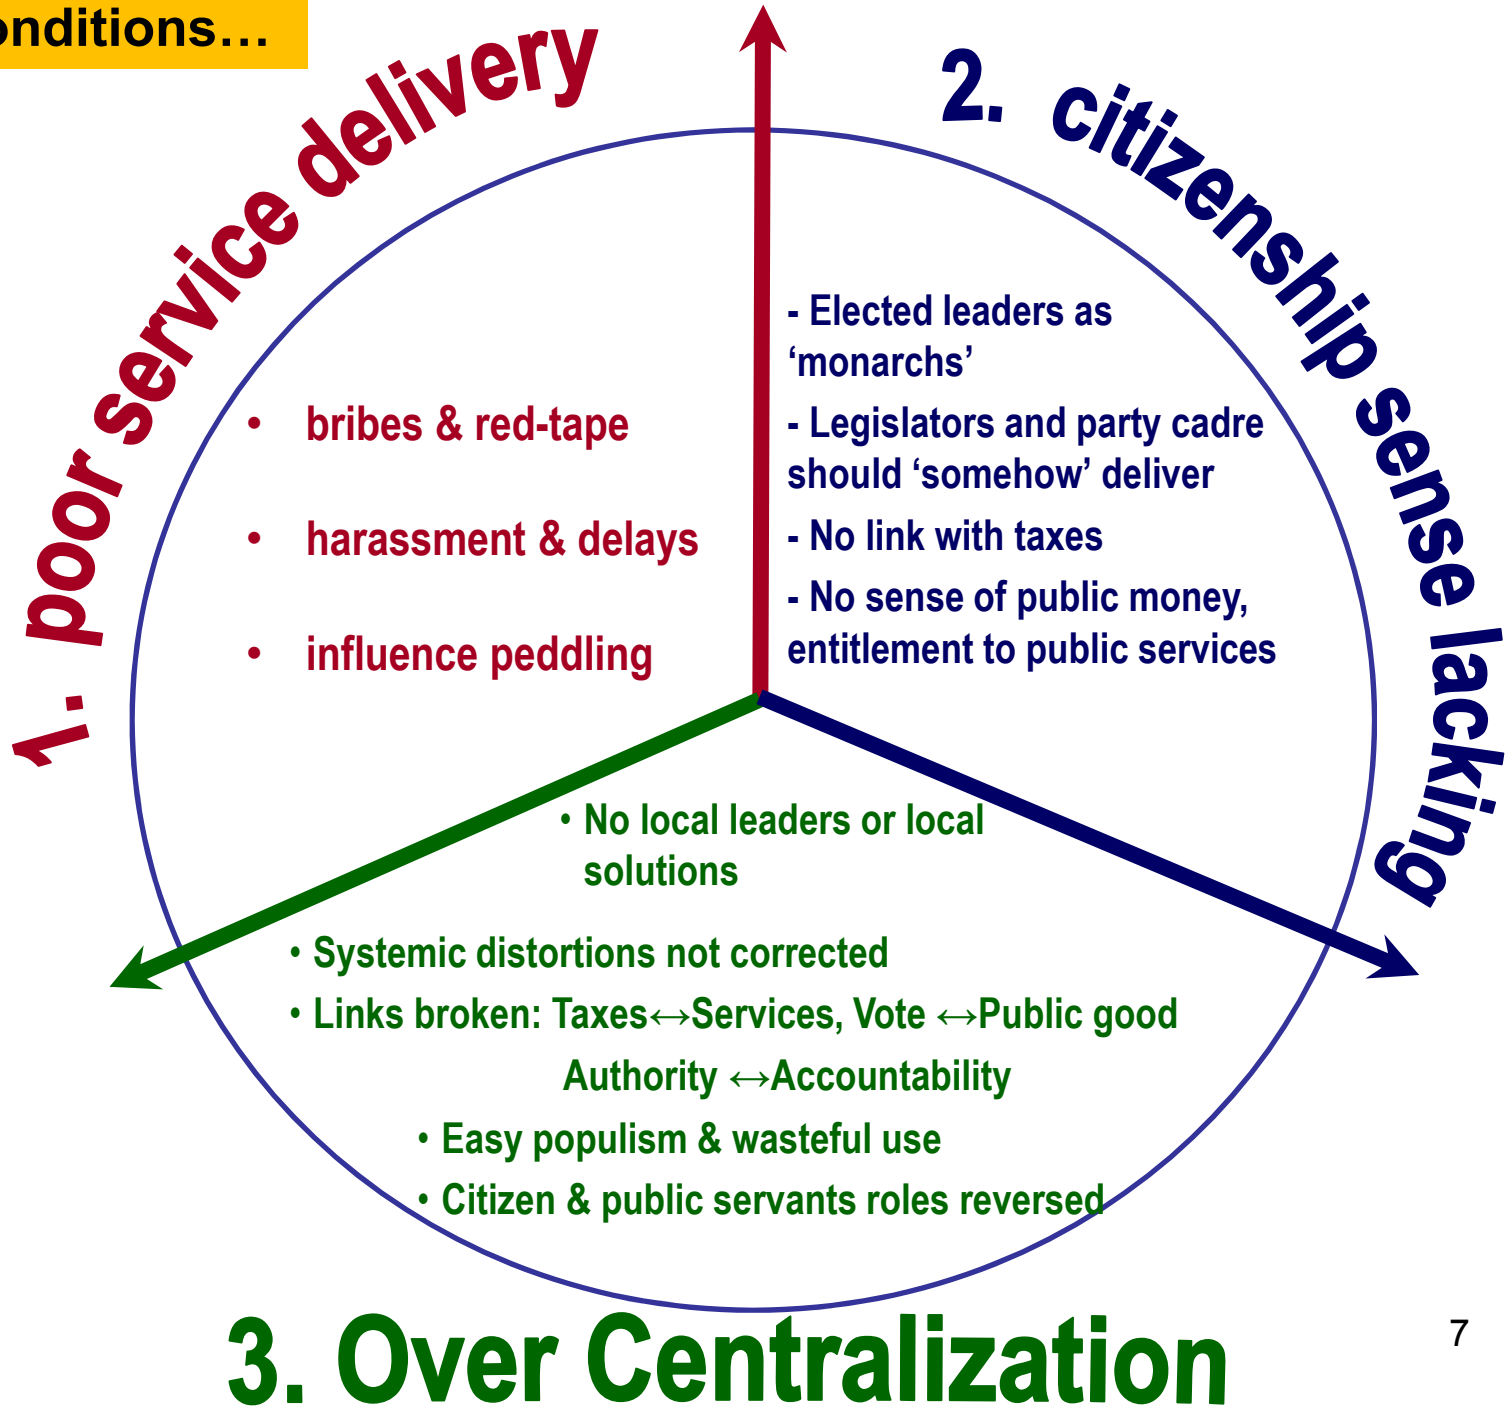 onditions…
1. poor service delivery
• bribes & red-tape
• harassment & delays
• influence peddling
2. citizenship sense lacking
- Elected leaders as
‘monarchs’
- Legislators and party cadre
should ‘somehow’ deliver
- No link with taxes
- No sense of public money,
entitlement to public services
• No local leaders or local
solutions
• Systemic distortions not corrected
• Links broken: Taxes↔Services, Vote ↔Public good
Authority ↔Accountability
• Easy populism & wasteful use
• Citizen & public servants roles reversed
3. Over Centralization
7